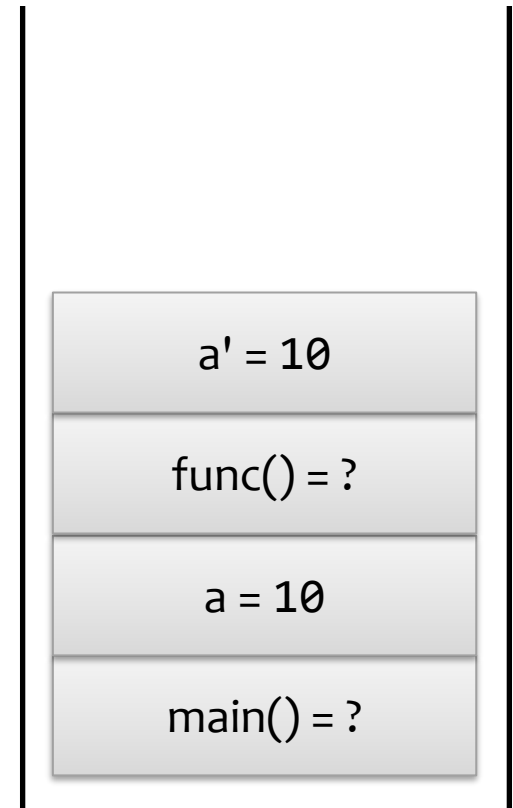 a' = 10
func() = ?
a = 10
main() = ?